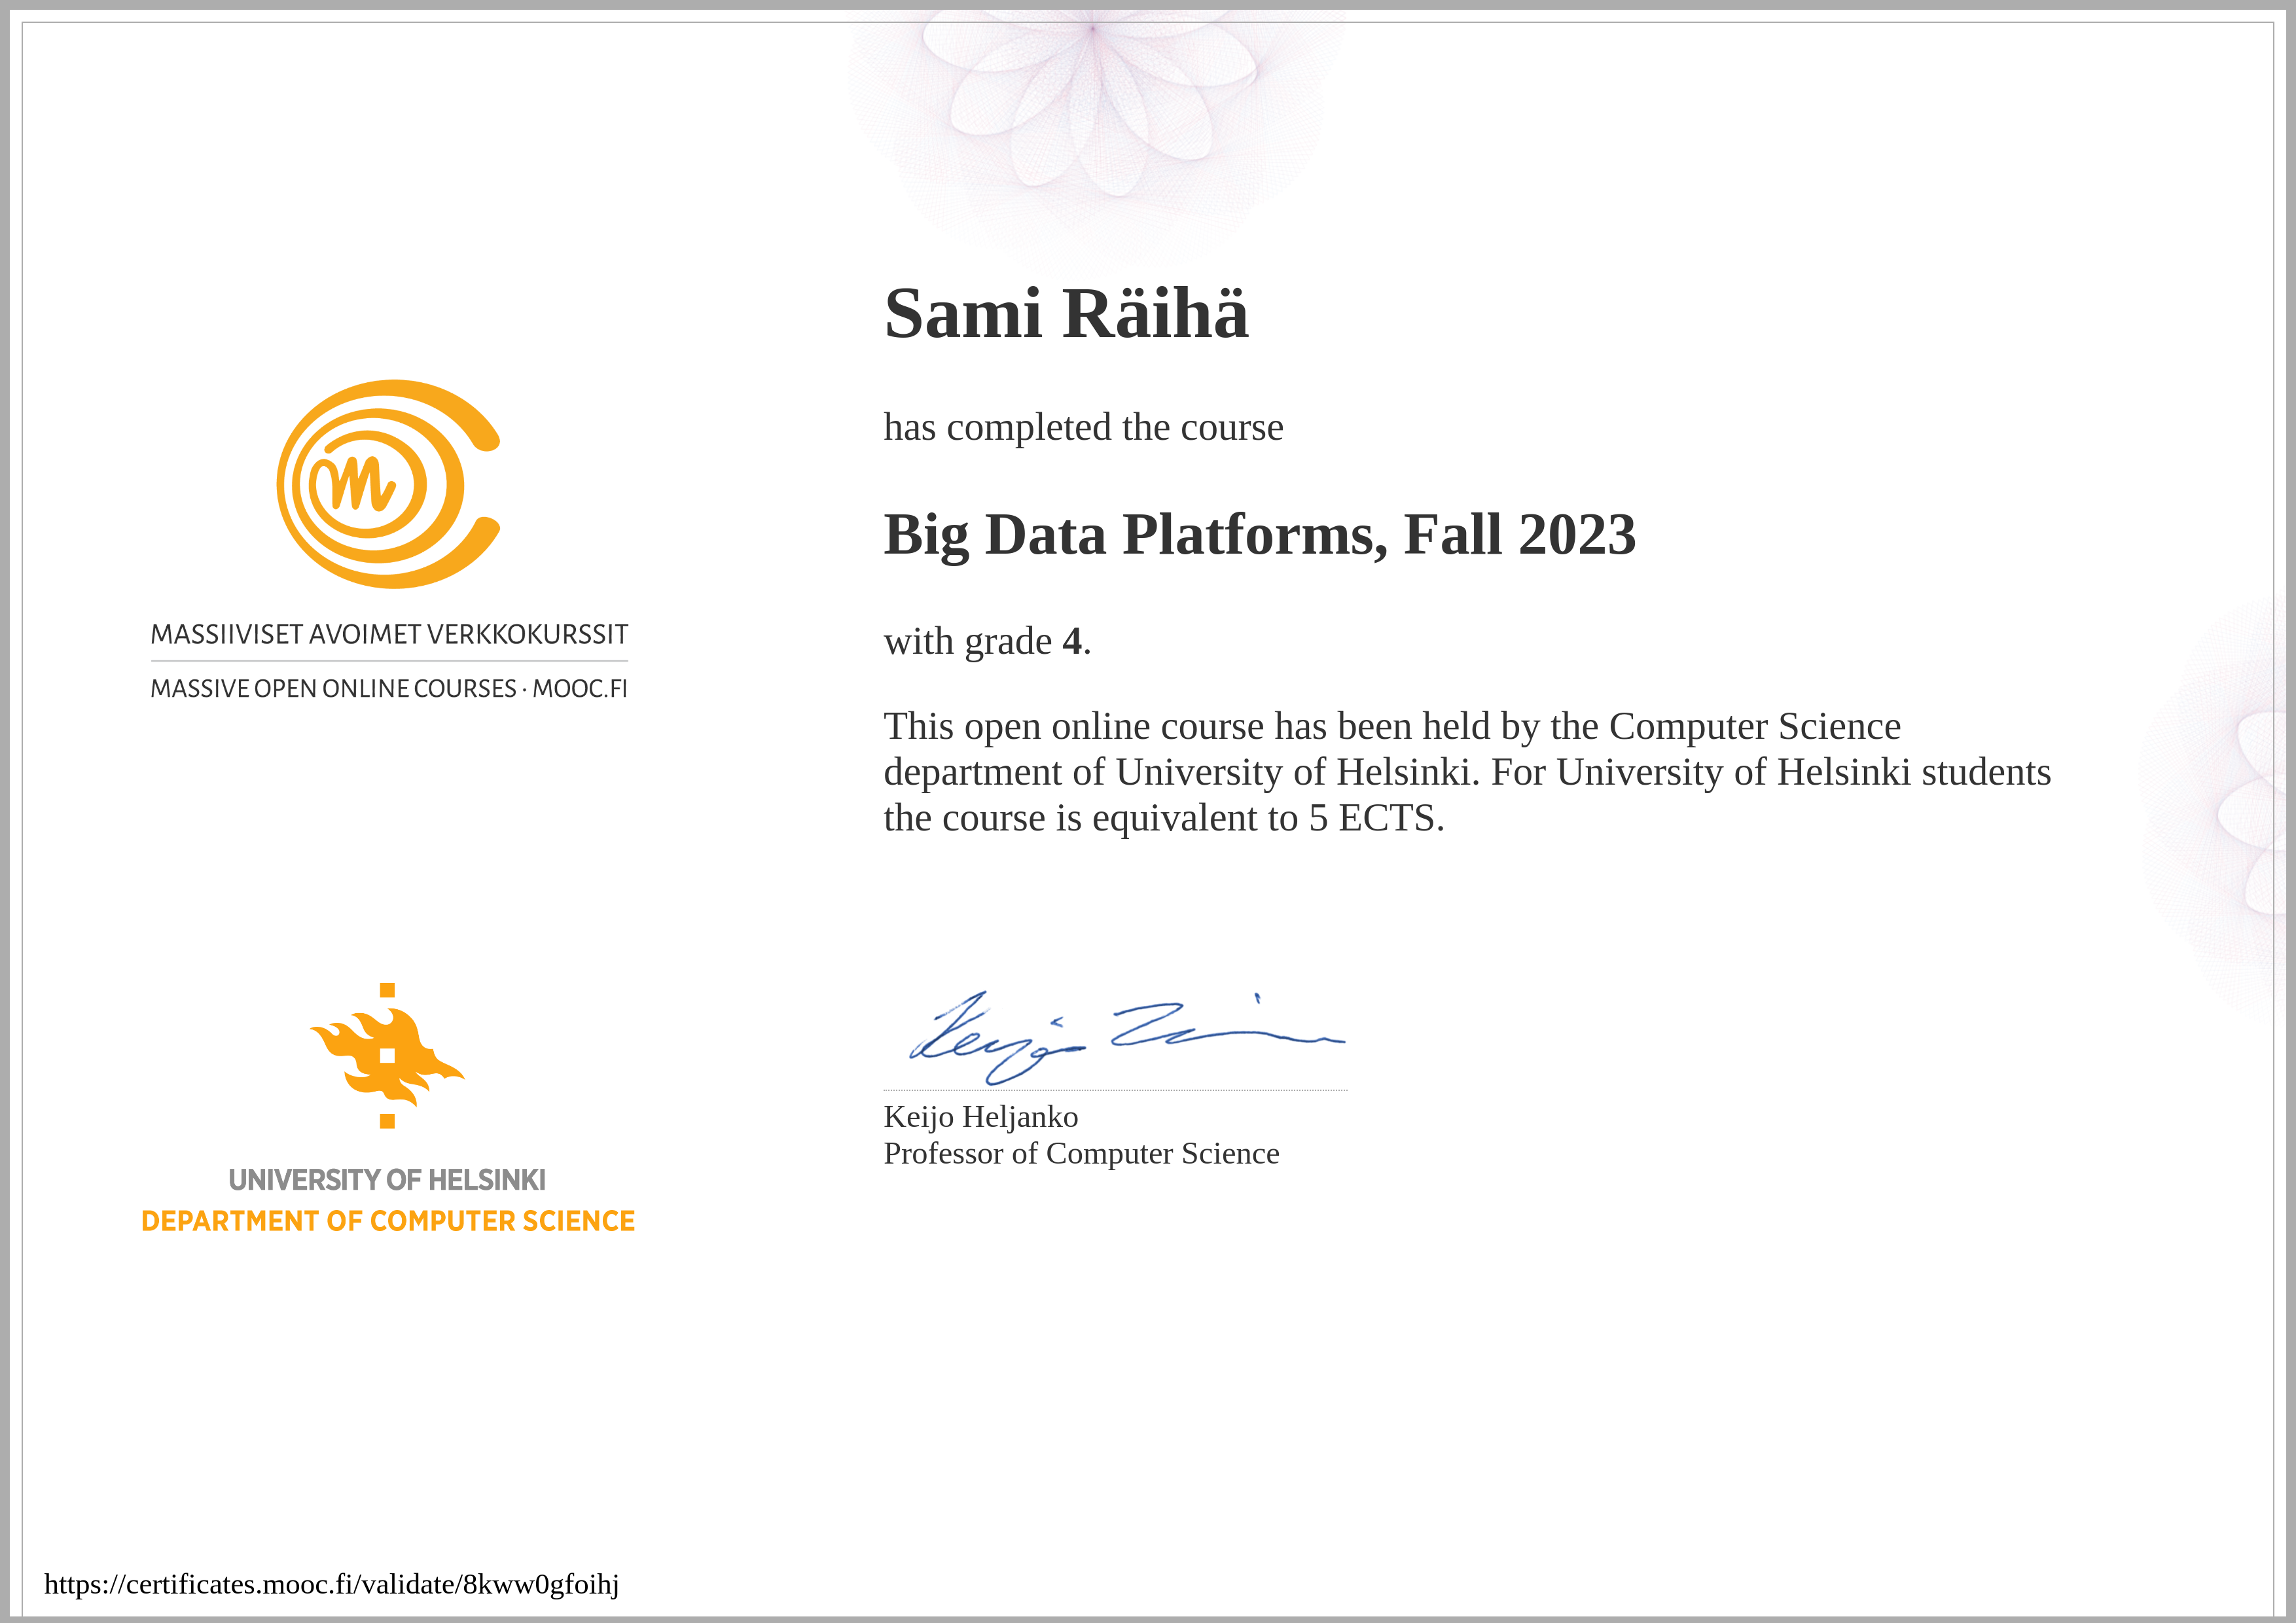 Sami Räihä
has completed the course
Big Data Platforms, Fall 2023
with grade 4.
This open online course has been held by the Computer Science
department of University of Helsinki. For University of Helsinki students
the course is equivalent to 5 ECTS.
MASSIIVISET AVOIMET VERKKOKURSSIT
MASSIVE OPEN ONLINE COURSES · MOOC.FI
Keijo Heljanko
Professor of Computer Science
UNIVERSITY OF HELSINKI
DEPARTMENT OF COMPUTER SCIENCE
https://certificates.mooc.fi/validate/8kww0gfoihj